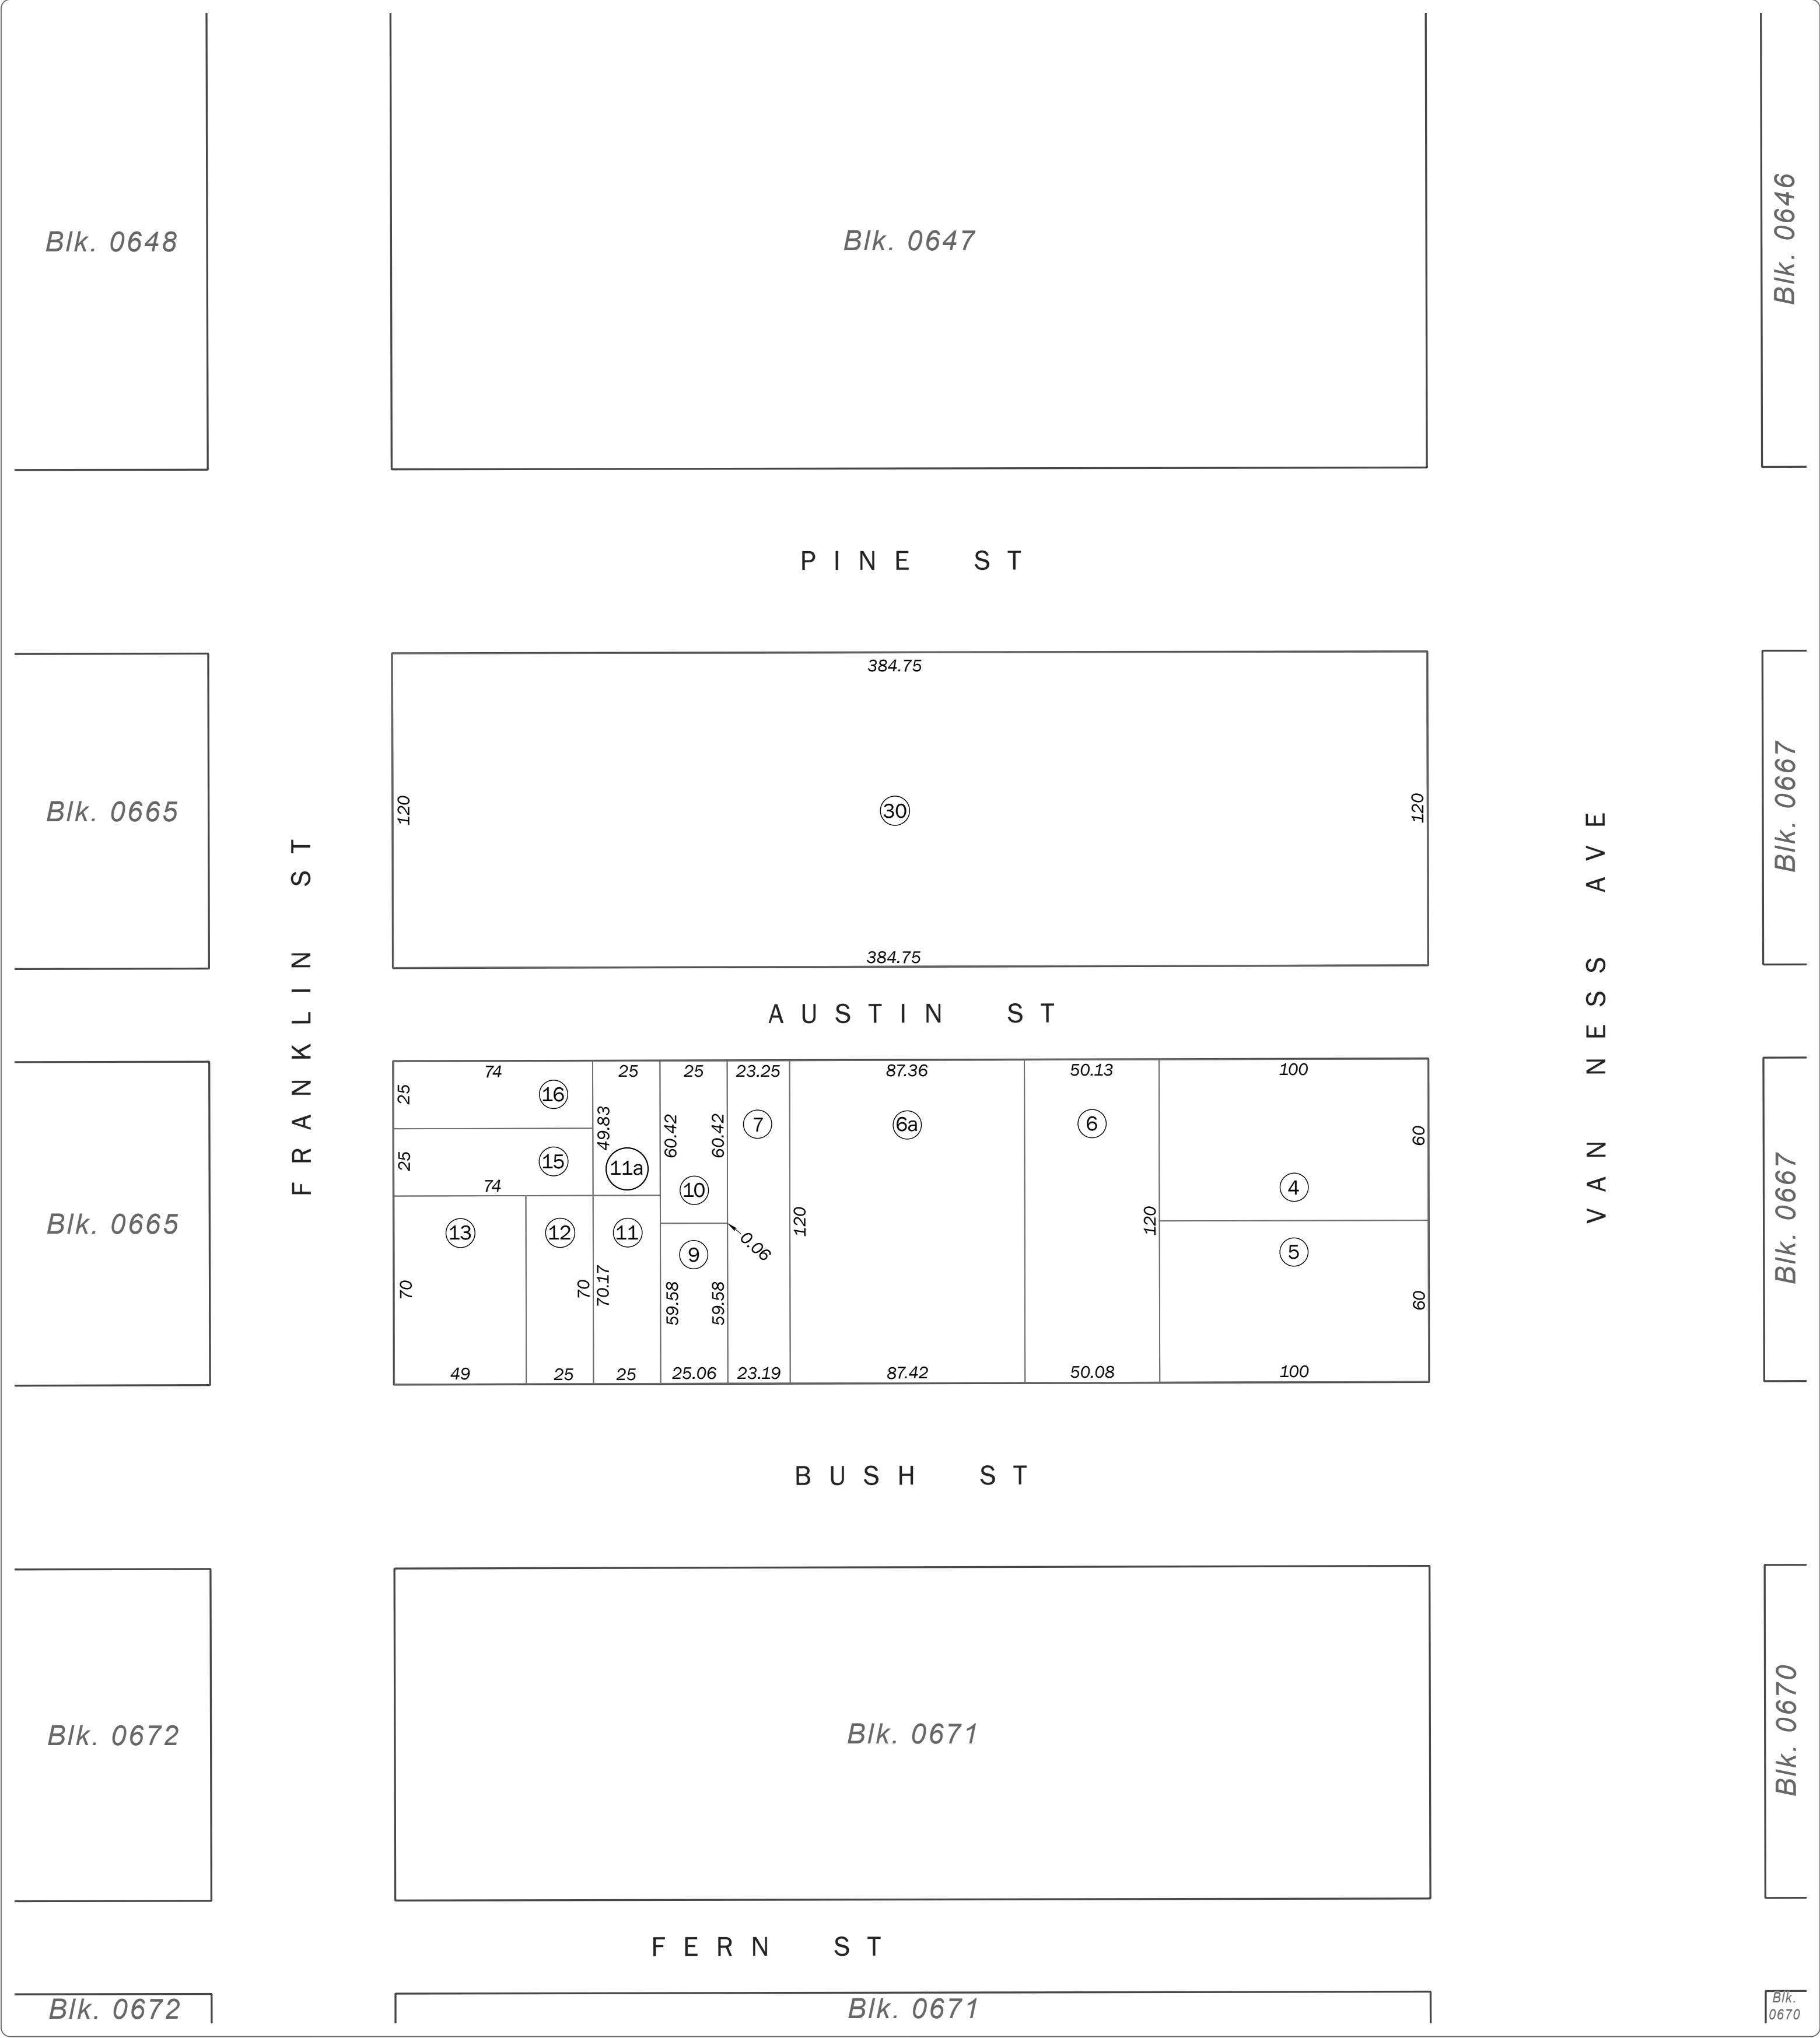 Blk. 0648
Blk. 0647
Blk. 0646
PINE ST
384.75
Blk. 0665
120
30
120
Blk. 0667
384.75
FRANKLIN ST
VAN NESS AVE
AUSTIN ST
74
25
25
23.25
87.36
50.13
100
25
16
49.83
60.42
60.42
7
6a
6
60
25
15
11a
74
10
4
Blk. 0665
13
12
11
9
0.06
120
120
5
Blk. 0667
70
70
70.17
59.58
59.58
60
49
25
25
25.06
23.19
87.42
50.08
100
BUSH ST
Blk. 0672
Blk. 0671
Blk. 0670
FERN ST
Blk. 0672
Blk. 0671
Blk.
0670